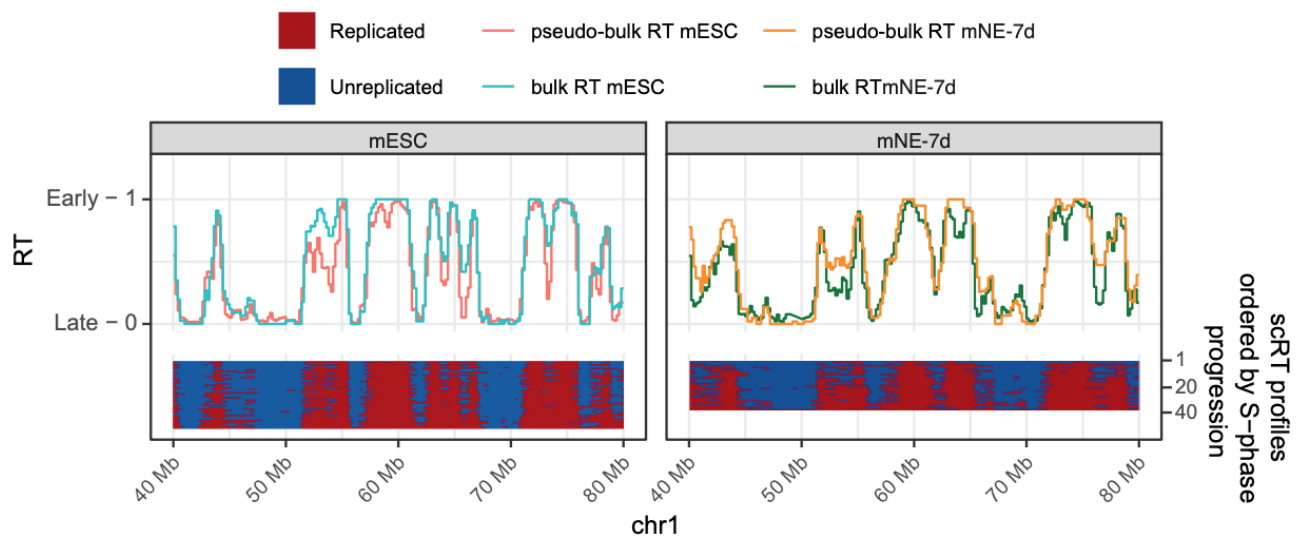 Replicated
pseudo-bulk RT mESC
pseudo-bulk RT mNE-7d
Unreplicated
bulk RT mESC
bulk RTmNE-7d
mESC
mNE-7d
Early − 1
RT
Late − 0
1
20
40
scRT profiles
ordered by S−phase
progression
40 Mb
50 Mb
60 Mb
70 Mb
80 Mb
40 Mb
50 Mb
60 Mb
70 Mb
80 Mb
chr1